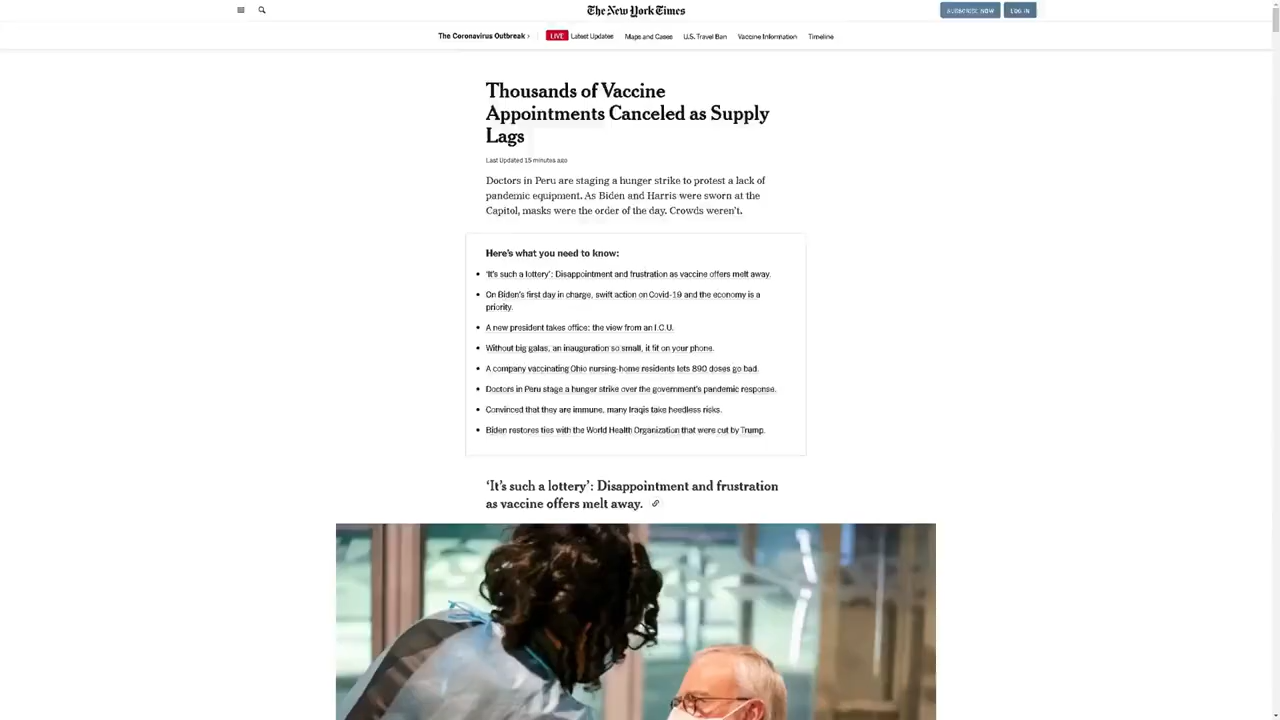 The New York Times
SUBSCRIBE NOW
LOG IN
The Coronavirus Outbreak ›
LIVE Latest Updates
Maps and Cases
U.S. Travel Ban
Vaccine Information
Timeline
Thousands of Vaccine
Appointments Canceled as Supply
Lags
Last Updated 15 minutes ago
Doctors in Peru are staging a hunger strike to protest a lack of
pandemic equipment. As Biden and Harris were sworn at the
Capitol, masks were the order of the day. Crowds weren’t.
Here’s what you need to know:
‘It’s such a lottery’: Disappointment and frustration as vaccine offers melt away.
On Biden’s first day in charge, swift action on Covid-19 and the economy is a
priority.
A new president takes office: the view from an I.C.U.
Without big galas, an inauguration so small, it fit on your phone.
A company vaccinating Ohio nursing-home residents lets 890 doses go bad.
Doctors in Peru stage a hunger strike over the government’s pandemic response.
Convinced that they are immune, many Iraqis take heedless risks.
Biden restores ties with the World Health Organization that were cut by Trump.
‘It’s such a lottery’: Disappointment and frustration
as vaccine offers melt away.